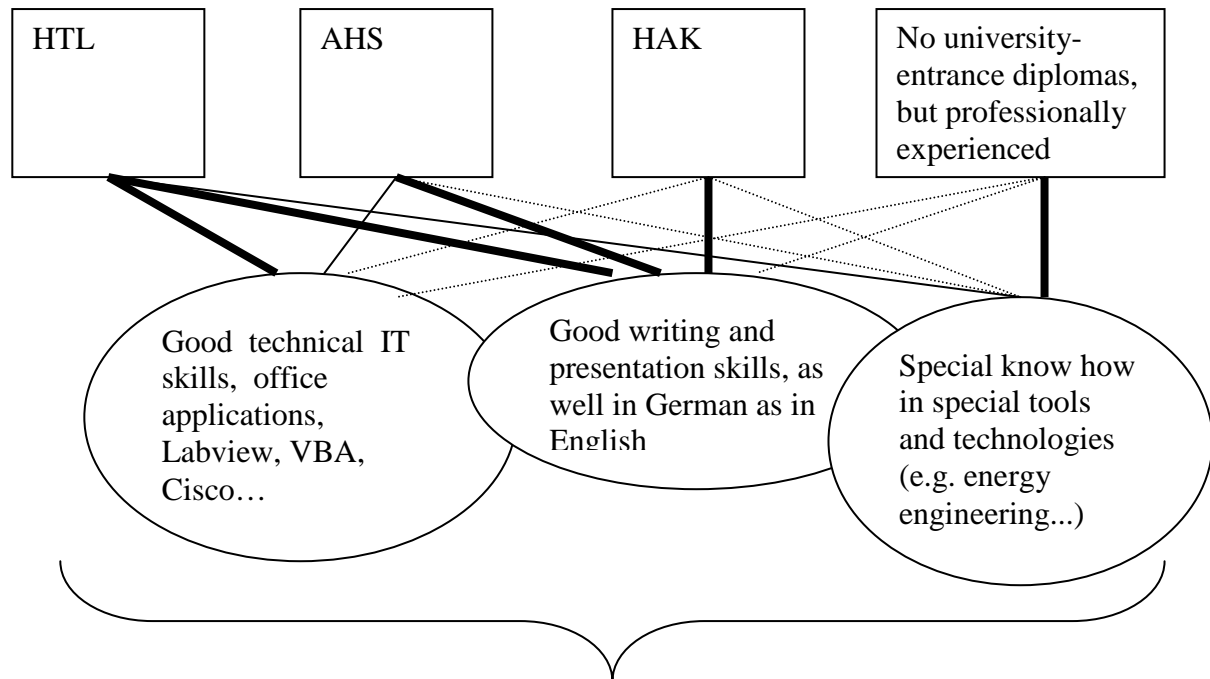 HTL
AHS
HAK
No university-
entrance diplomas,
but professionally
experienced
Good technical IT
skills, office
applications,
Labview, VBA,
Cisco…
Good writing and
presentation skills, as
well in German as in
English
Special know how
in special tools
and technologies
(e.g. energy
engineering...)